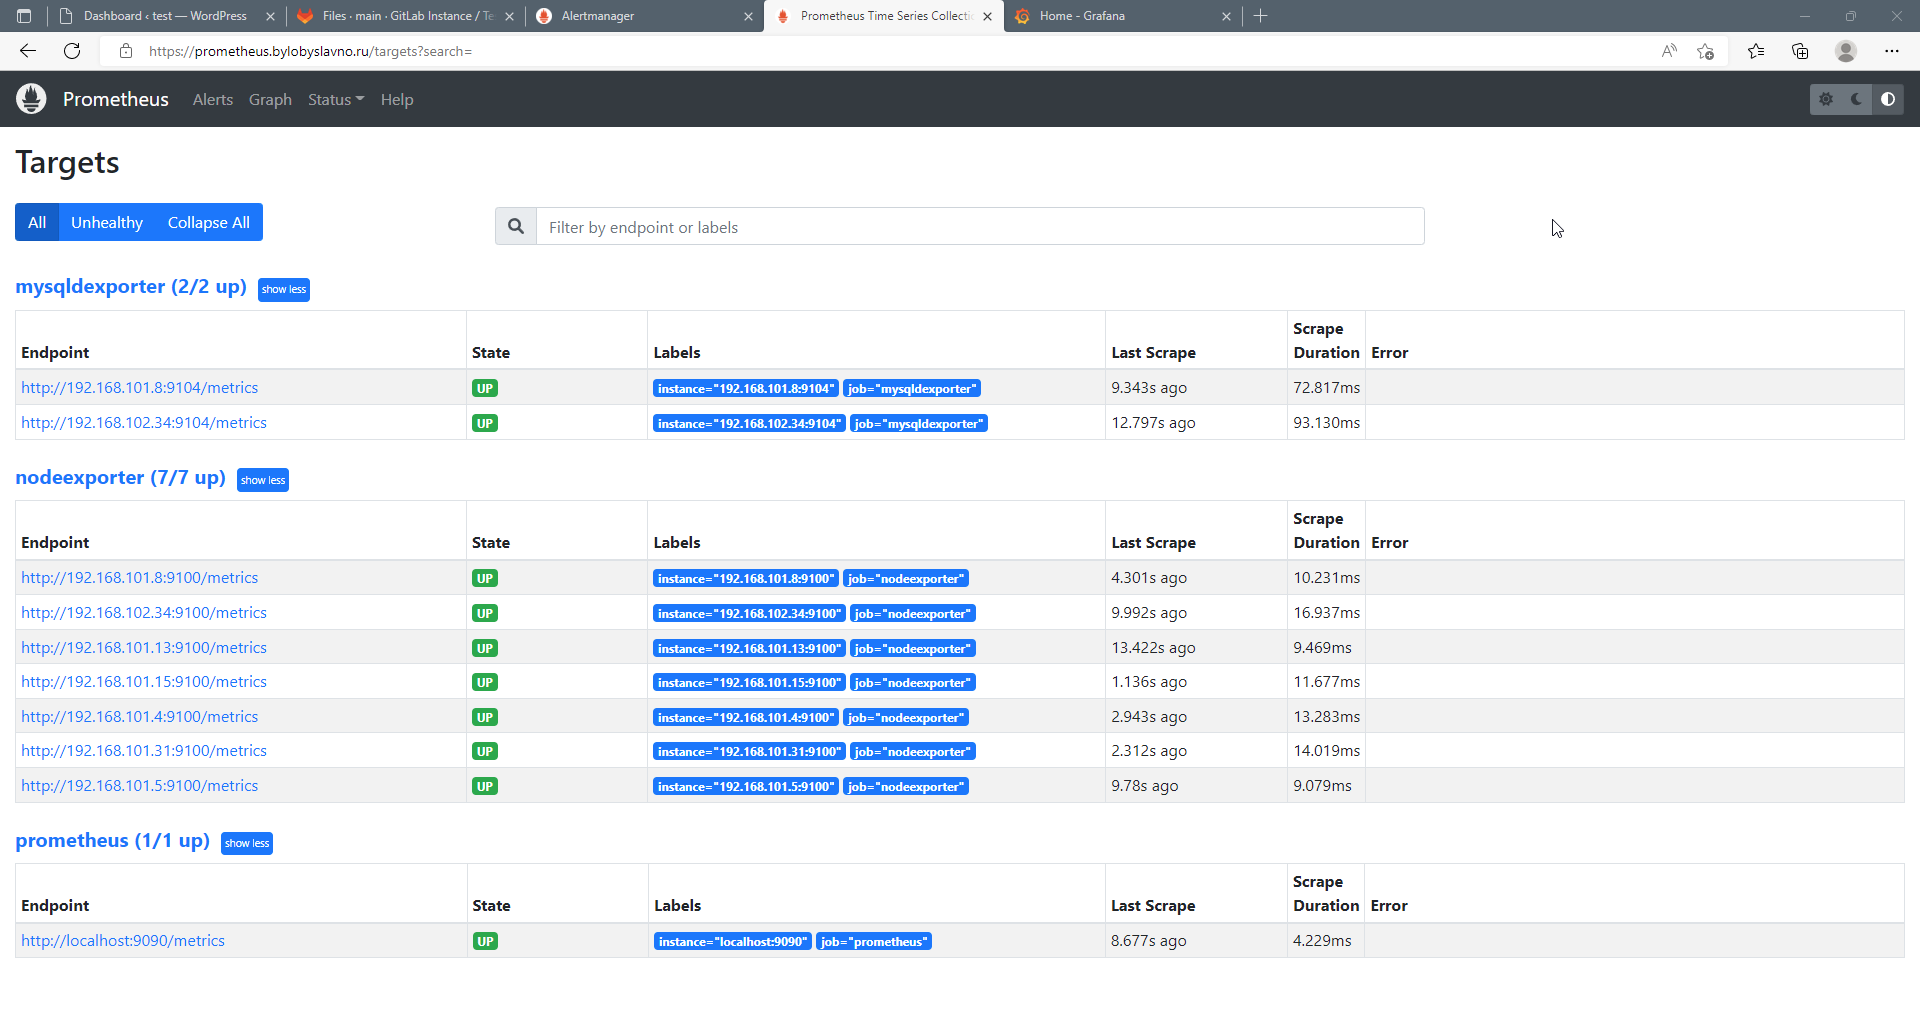 Dashboard ‹ test — WordPress
Files · main · GitLab Instance / Te
Alertmanager
Prometheus Time Series Collecti
Home - Grafana
https://prometheus.bylobyslavno.ru/targets?search=
Prometheus Alerts Graph Status Help
Targets
All Unhealthy Collapse All
Filter by endpoint or labels
mysqldexporter (2/2 up) show less
Endpoint State Labels Last Scrape Scrape Duration Error
http://192.168.101.8:9104/metrics UP instance="192.168.101.8:9104" job="mysqldexporter" 9.343s ago 72.817ms
http://192.168.102.34:9104/metrics UP instance="192.168.102.34:9104" job="mysqldexporter" 12.797s ago 93.130ms
nodeexporter (7/7 up) show less
Endpoint State Labels Last Scrape Scrape Duration Error
http://192.168.101.8:9100/metrics UP instance="192.168.101.8:9100" job="nodeexporter" 4.301s ago 10.231ms
http://192.168.102.34:9100/metrics UP instance="192.168.102.34:9100" job="nodeexporter" 9.992s ago 16.937ms
http://192.168.101.13:9100/metrics UP instance="192.168.101.13:9100" job="nodeexporter" 13.422s ago 9.469ms
http://192.168.101.15:9100/metrics UP instance="192.168.101.15:9100" job="nodeexporter" 1.136s ago 11.677ms
http://192.168.101.4:9100/metrics UP instance="192.168.101.4:9100" job="nodeexporter" 2.943s ago 13.283ms
http://192.168.101.31:9100/metrics UP instance="192.168.101.31:9100" job="nodeexporter" 2.312s ago 14.019ms
http://192.168.101.5:9100/metrics UP instance="192.168.101.5:9100" job="nodeexporter" 9.78s ago 9.079ms
prometheus (1/1 up) show less
Endpoint State Labels Last Scrape Scrape Duration Error
http://localhost:9090/metrics UP instance="localhost:9090" job="prometheus" 8.677s ago 4.229ms